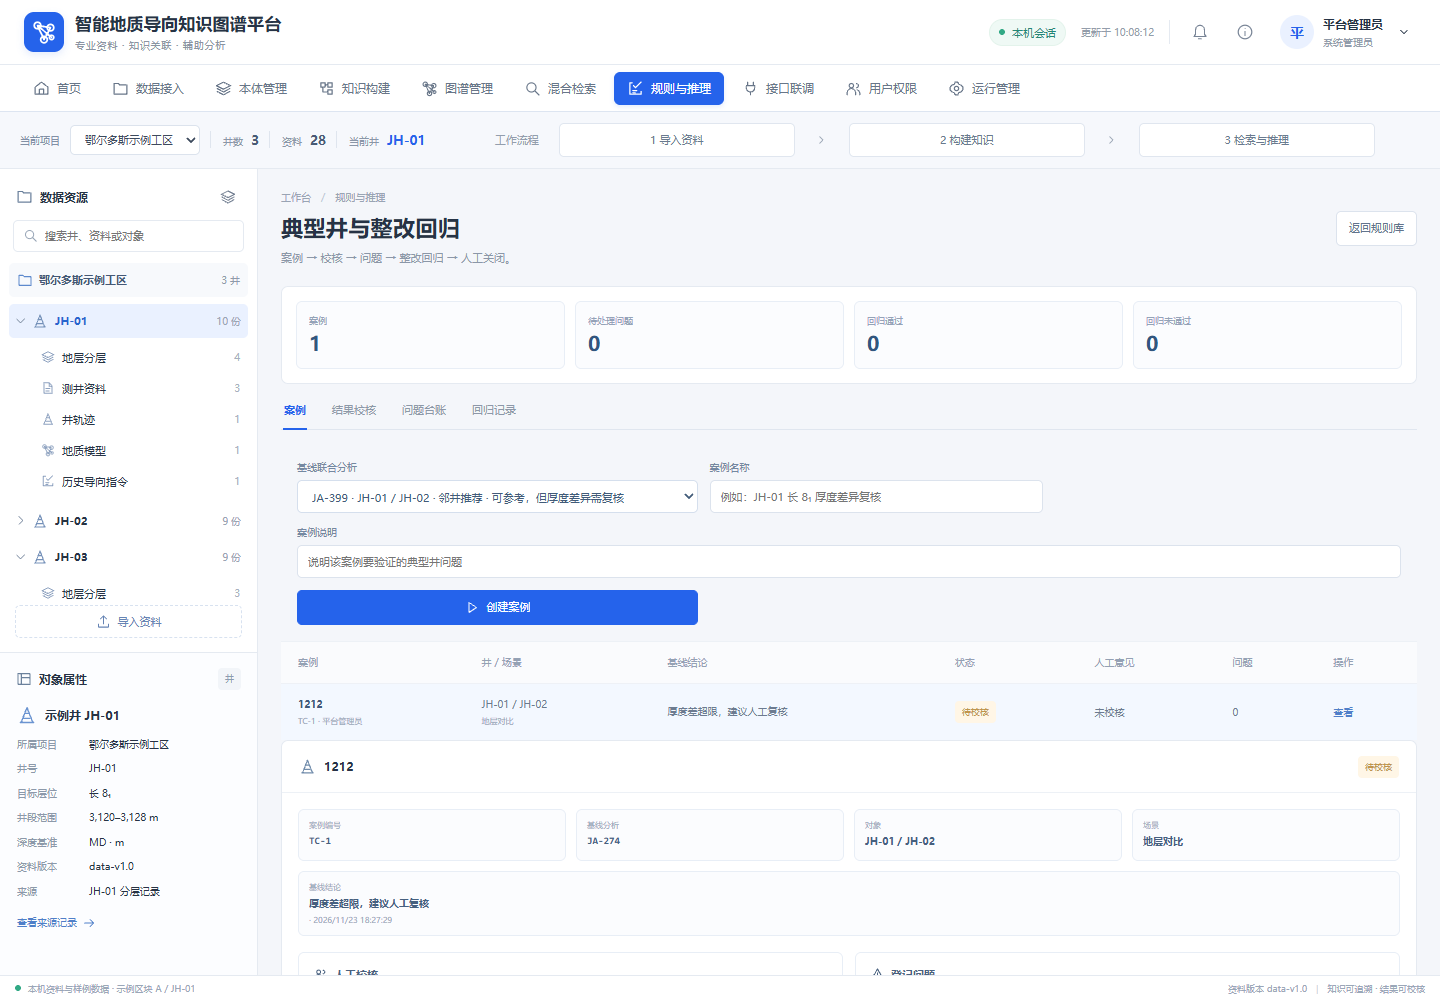 智能地质导向知识图谱平台
专业资料 · 知识关联 · 辅助分析
本机会话
更新于 10:08:12
平
平台管理员
系统管理员
首页
数据接入
本体管理
知识构建
图谱管理
混合检索
规则与推理
接口联调
用户权限
运行管理
当前项目
鄂尔多斯示例工区
井数 3
资料 28
当前井 JH-01
工作流程
1 导入资料
2 构建知识
3 检索与推理
数据资源
搜索井、资料或对象
鄂尔多斯示例工区 3 井
JH-01 10 份
地层分层 4
测井资料 3
井轨迹 1
地质模型 1
历史导向指令 1
JH-02 9 份
JH-03 9 份
地层分层 3
导入资料
对象属性 井
示例井 JH-01
所属项目 鄂尔多斯示例工区
井号 JH-01
目标层位 长 8₁
井段范围 3,120–3,128 m
深度基准 MD · m
资料版本 data-v1.0
来源 JH-01 分层记录
查看来源记录 →
工作台 / 规则与推理
典型井与整改回归
案例 → 校核 → 问题 → 整改回归 → 人工关闭。
返回规则库
案例
1
待处理问题
0
回归通过
0
回归未通过
0
案例
结果校核
问题台账
回归记录
基线联合分析
JA-399 · JH-01 / JH-02 · 邻井推荐 · 可参考，但厚度差异需复核
案例名称
例如：JH-01 长 8₁ 厚度差异复核
案例说明
说明该案例要验证的典型井问题
创建案例
案例 井 / 场景 基线结论 状态 人工意见 问题 操作
1212 JH-01 / JH-02 厚度差超限，建议人工复核 待校核 未校核 0 查看
TC-1 · 平台管理员 地层对比
1212
待校核
案例编号
TC-1
基线分析
JA-274
对象
JH-01 / JH-02
场景
地层对比
基线结论
厚度差超限，建议人工复核
· 2026/11/23 18:27:29
人工校核
登记问题
本机资料与样例数据 · 示例区块 A / JH-01
资料版本 data-v1.0 | 知识可追溯 · 结果可校核